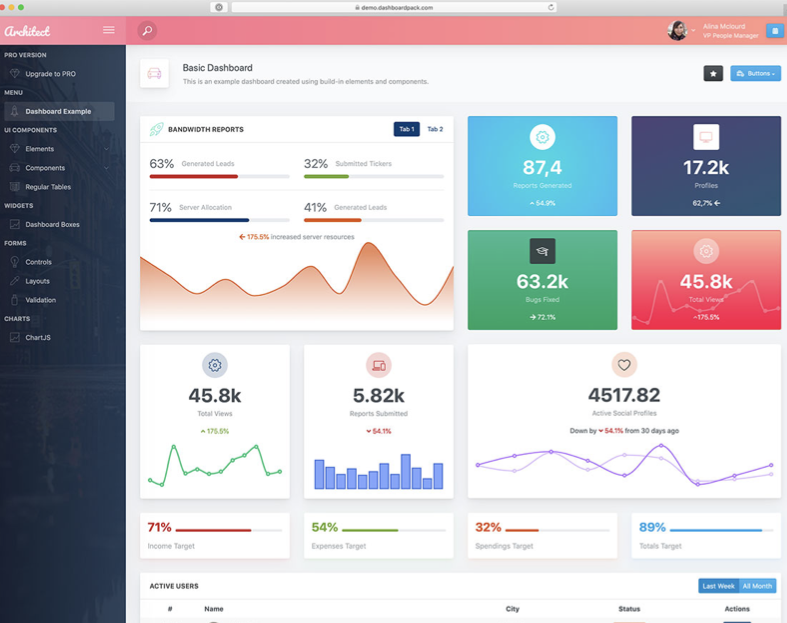 demo.dashboardpack.com
Architect
Alina Mclourd
VP People Manager
PRO VERSION
Upgrade to PRO
MENU
Dashboard Example
UI COMPONENTS
Elements
Components
Regular Tables
WIDGETS
Dashboard Boxes
FORMS
Controls
Layouts
Validation
CHARTS
ChartJS
Basic Dashboard
This is an example dashboard created using build-in elements and components.
Buttons
BANDWIDTH REPORTS
Tab 1 Tab 2
63% Generated Leads
32% Submitted Tickers
71% Server Allocation
41% Generated Leads
175.5% increased server resources
87,4
Reports Generated
54.9%
17.2k
Profiles
62,7%
63.2k
Bugs Fixed
72.1%
45.8k
Total Views
175.5%
45.8k
Total Views
175.5%
5.82k
Reports Submitted
54.1%
4517.82
Active Social Profiles
Down by 54.1% from 30 days ago
71%
Income Target
54%
Expenses Target
32%
Spendings Target
89%
Totals Target
ACTIVE USERS
Last Week All Month
# Name City Status Actions